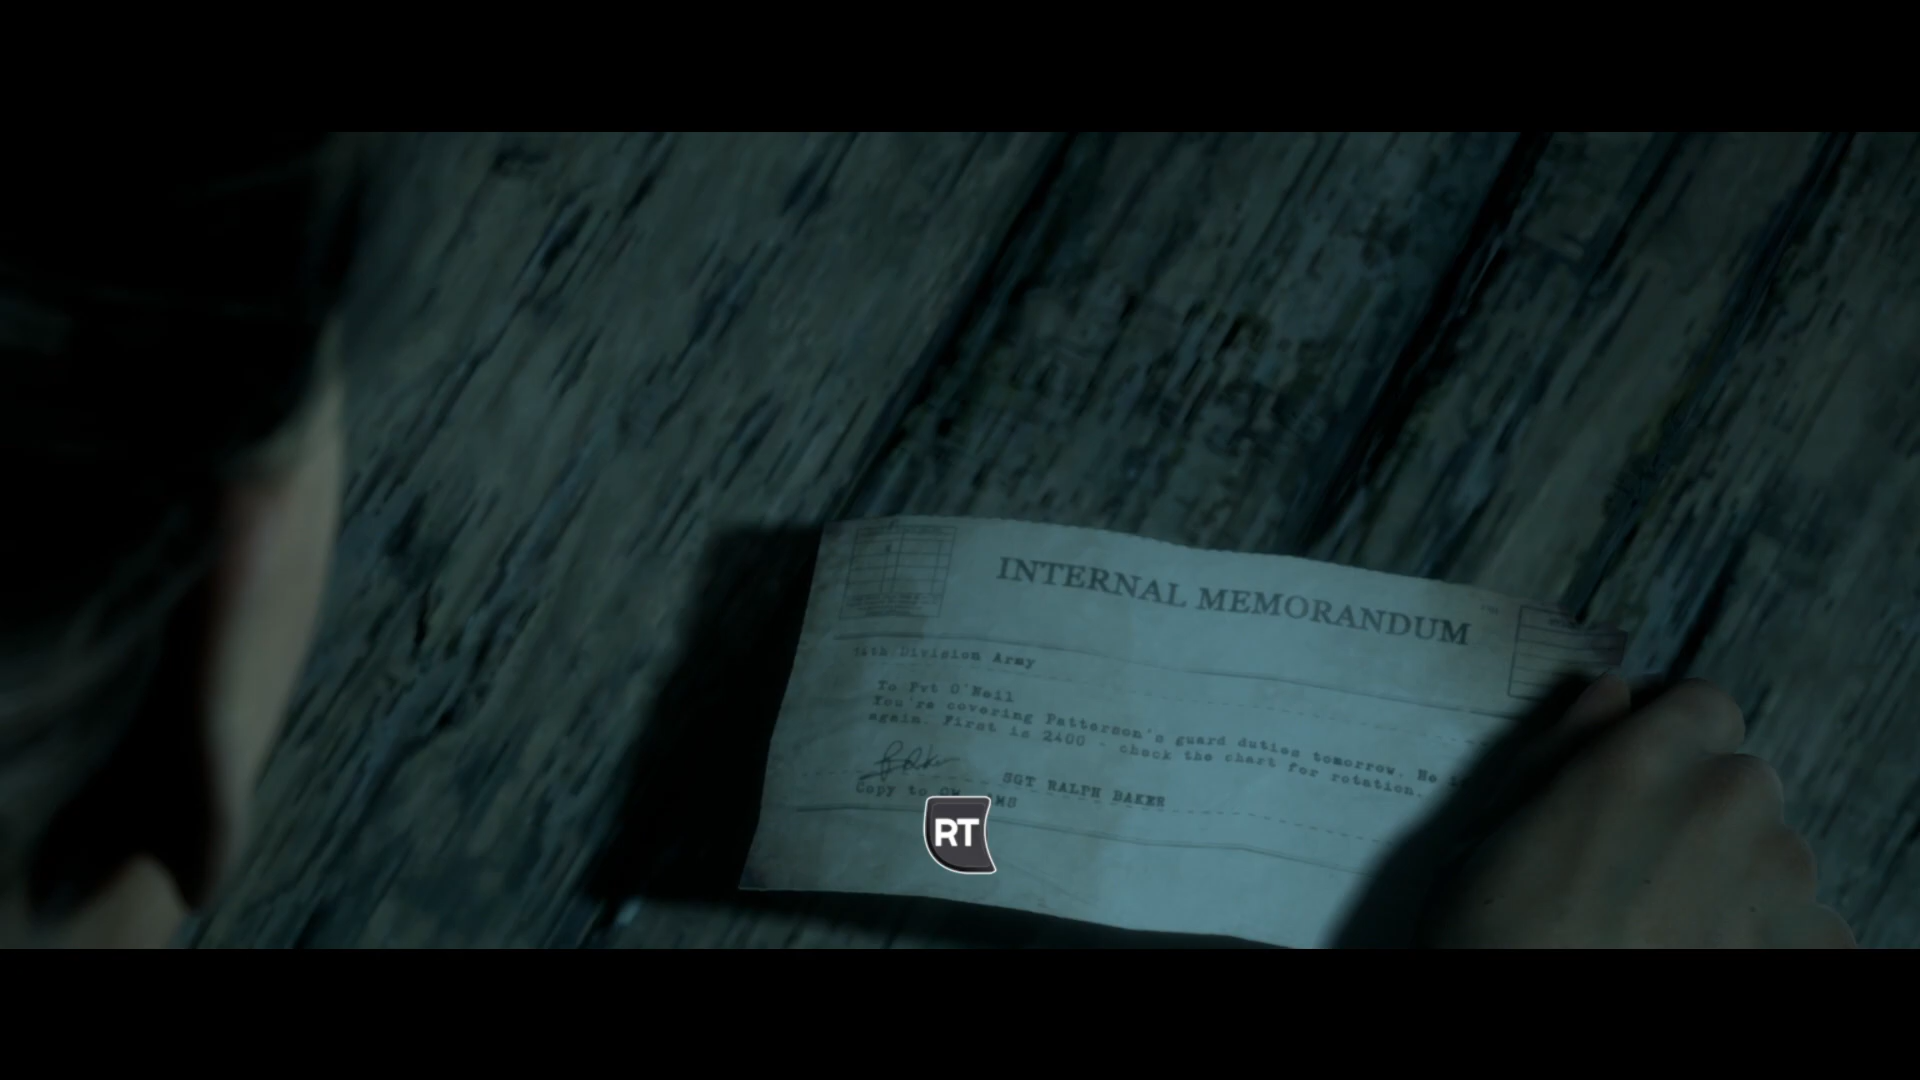 INTERNAL MEMORANDUM
Division Army
To Pvt O'Neil
You're covering Patterson's guard duties tomorrow. He
again. First is 2400 - check the chart for rotation.
SGT RALPH BAKER
Copy to
RT